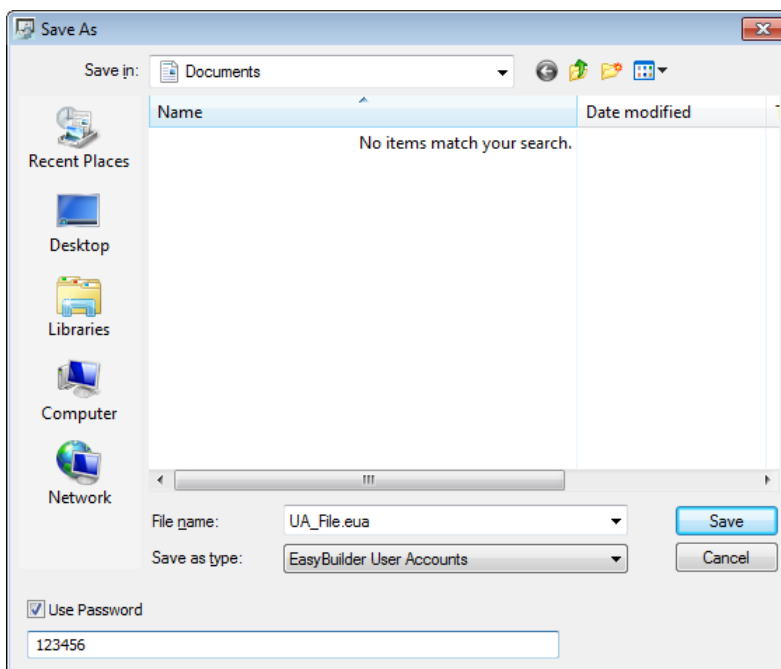 Save As
Save in: Documents
Name Date modified
No items match your search.
Recent Places
Desktop
Libraries
Computer
Network
File name: UA_File.eua Save
Save as type: EasyBuilder User Accounts Cancel
Use Password
123456